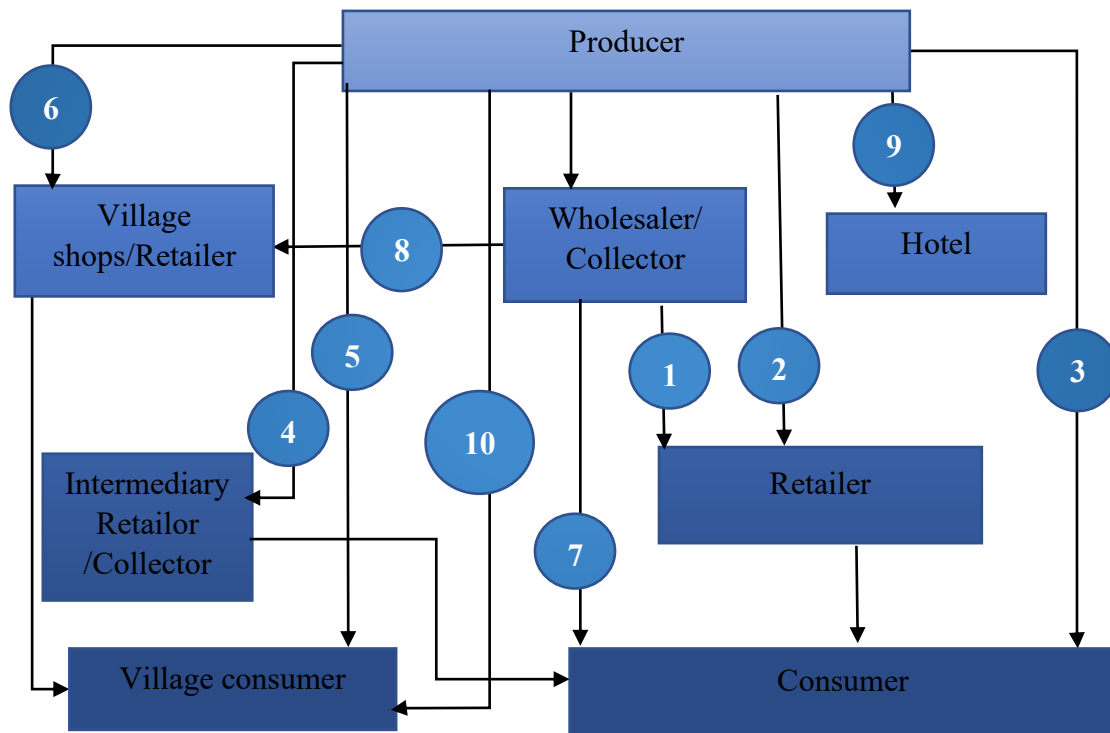 Producer
6
9
Village
shops/Retailer
Wholesaler/
Collector
8
Hotel
5
1
2
3
4
10
Intermediary
Retailor
/Collector
Retailer
7
Village consumer
Consumer